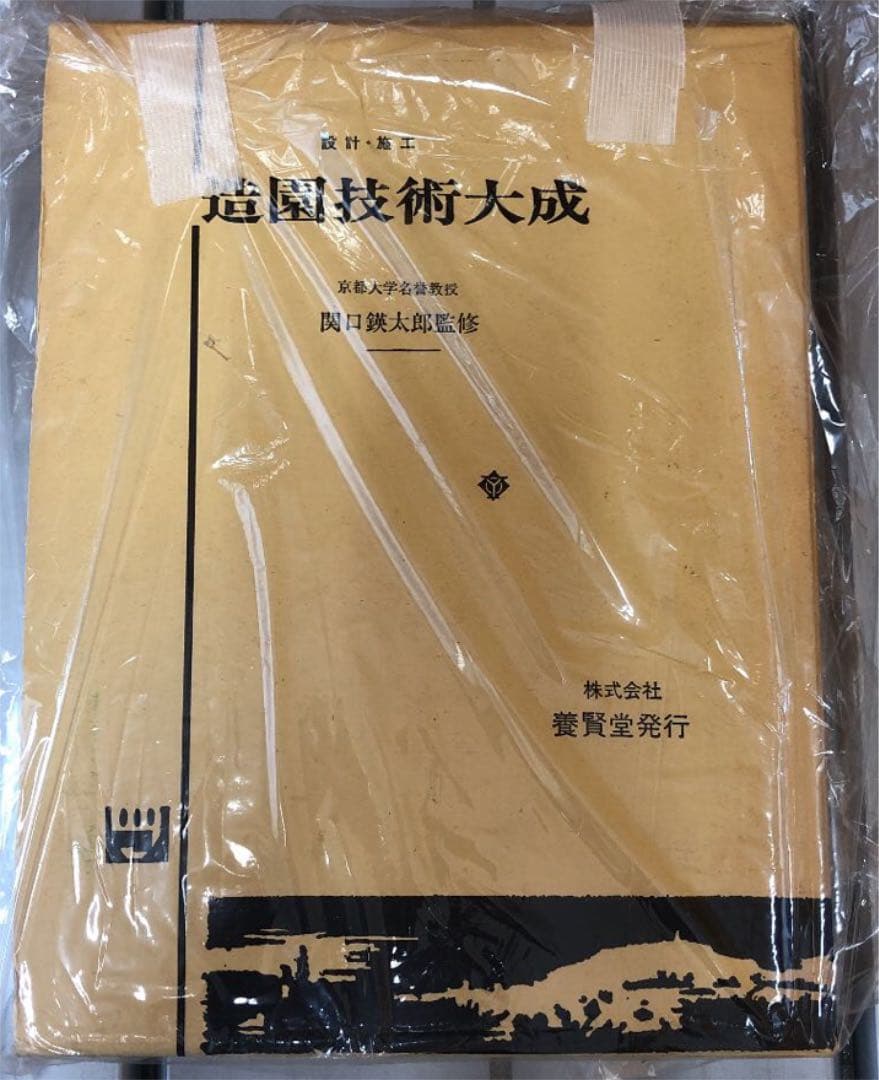 設計・施工
造園技術大成
京都大学名誉教授
関口鍈太郎監修
株式会社
養賢堂発行